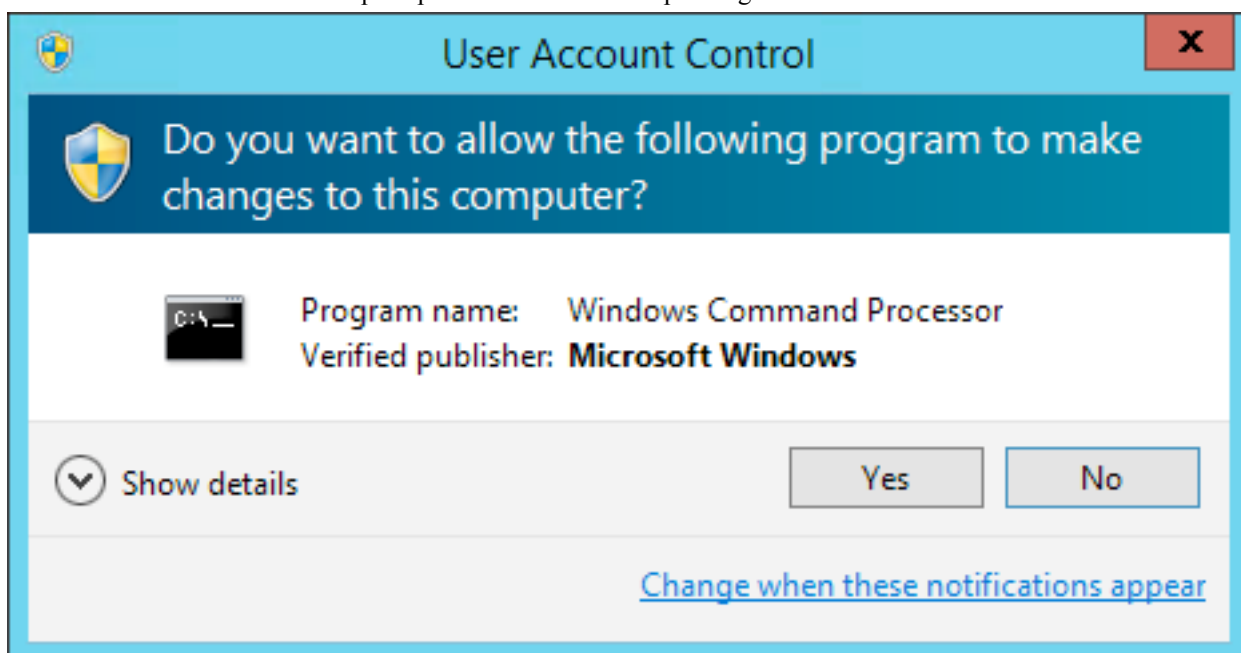 User Account Control
x
Do you want to allow the following program to make
changes to this computer?
C:\_
Program name: Windows Command Processor
Verified publisher: Microsoft Windows
Show details
Yes No
Change when these notifications appear